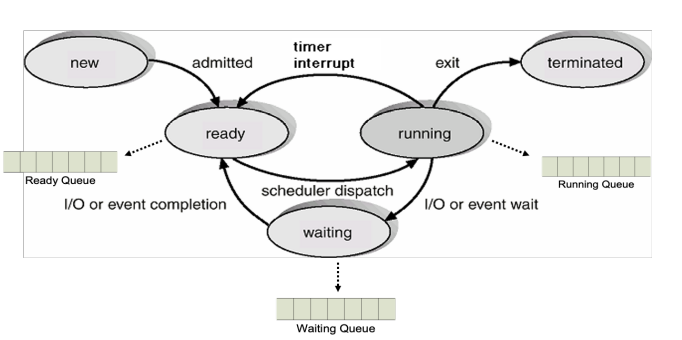 timer
interrupt
new
admitted
exit
terminated
ready
running
Ready Queue
scheduler dispatch
Running Queue
I/O or event completion
I/O or event wait
waiting
Waiting Queue